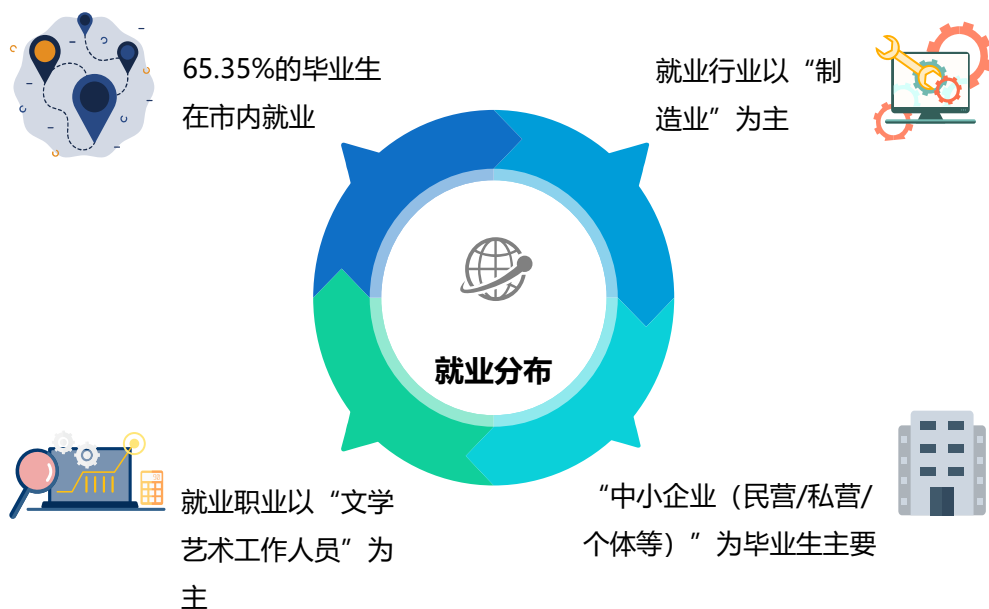 65.35%的毕业生
在市内就业
就业行业以“制
造业”为主
就业分布
就业职业以“文学
艺术工作人员”为
主
“中小企业（民营/私营/
个体等）”为毕业生主要